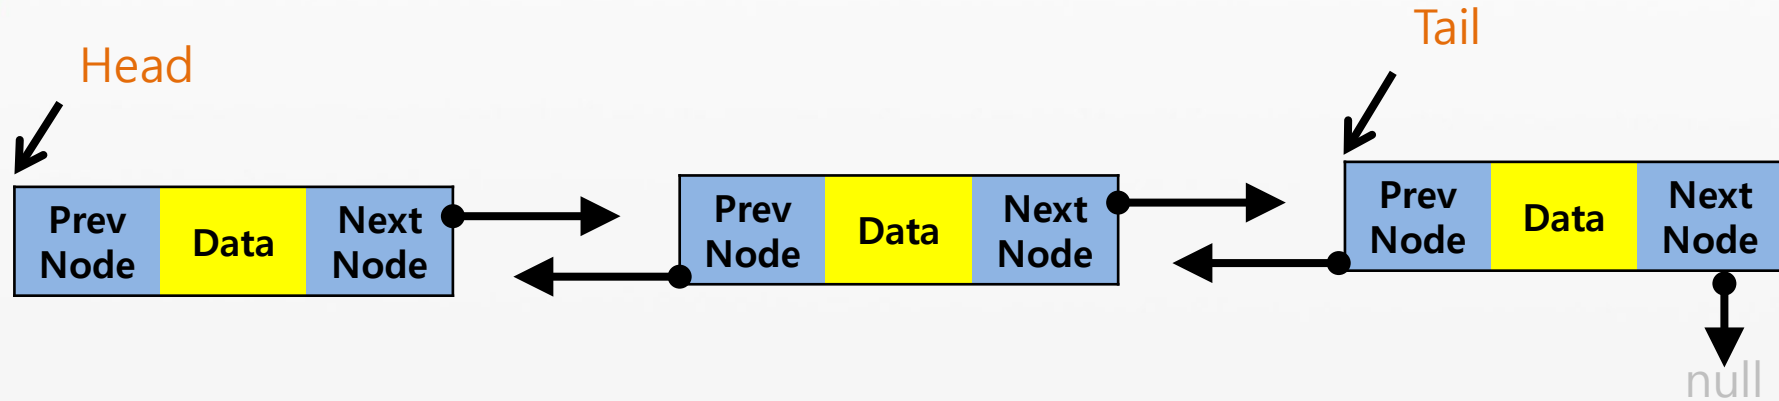 Head
Tail
Prev
Node
Data
Next
Node
Prev
Node
Data
Next
Node
Prev
Node
Data
Next
Node
null